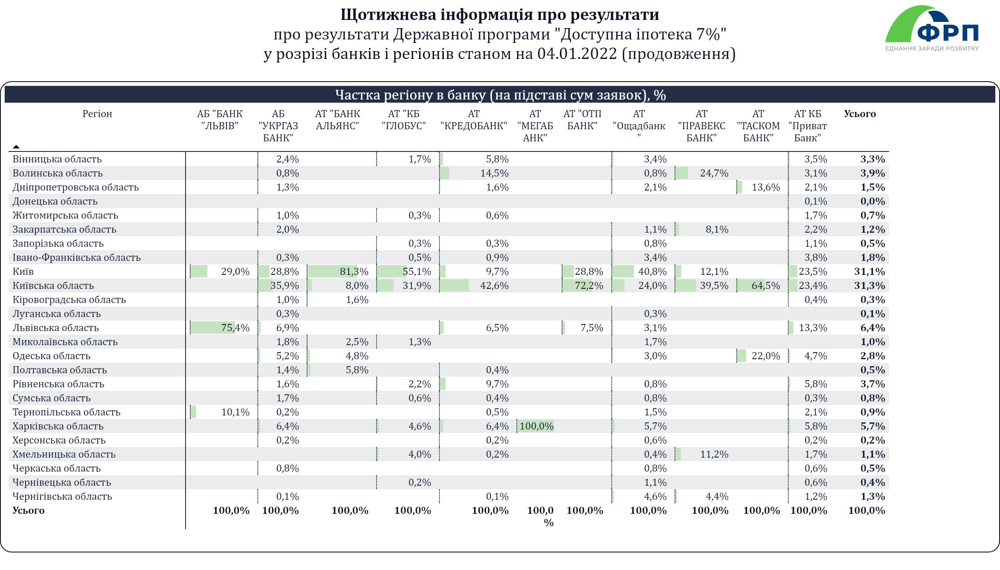 Щотижнева інформація про результати
про результати Державної програми "Доступна іпотека 7%"
у розрізі банків і регіонів станом на 04.01.2022 (продовження)
ФРП
ЄДНАННЯ ЗАРАДИ РОЗВИТКУ
Частка регіону в банку (на підставі сум заявок), %
Регіон АБ "БАНК АБ АТ "БАНК АТ "КБ АТ АТ АТ "ОТП АТ АТ АТ АТ КБ Усього
"ЛЬВІВ" "УКРГАЗ АЛЬЯНС" "ГЛОБУС" "КРЕДОБАНК" "МЕГАБ БАНК" "Ощадбанк "ПРАВЕКС "ТАСКОМ "Приват
БАНК" АНК" " БАНК" БАНК" Банк"
Вінницька область 2,4% 1,7% 5,8% 3,4% 3,5% 3,3%
Волинська область 0,8% 14,5% 0,8% 24,7% 3,1% 3,9%
Дніпропетровська область 1,3% 1,6% 2,1% 13,6% 2,1% 1,5%
Донецька область 0,1% 0,0%
Житомирська область 1,0% 0,3% 0,6% 1,7% 0,7%
Закарпатська область 2,0% 1,1% 8,1% 2,2% 1,2%
Запорізька область 0,3% 0,3% 0,8% 1,1% 0,5%
Івано-Франківська область 0,3% 0,5% 0,9% 3,4% 3,8% 1,8%
Київ 29,0% 28,8% 81,3% 55,1% 9,7% 28,8% 40,8% 12,1% 23,5% 31,1%
Київська область 35,9% 8,0% 31,9% 42,6% 72,2% 24,0% 39,5% 64,5% 23,4% 31,3%
Кіровоградська область 1,0% 1,6% 0,4% 0,3%
Луганська область 0,3% 0,3% 0,1%
Львівська область 75,4% 6,9% 6,5% 7,5% 3,1% 13,3% 6,4%
Миколаївська область 1,8% 2,5% 1,3% 1,7% 1,0%
Одеська область 5,2% 4,8% 3,0% 22,0% 4,7% 2,8%
Полтавська область 1,4% 5,8% 0,4% 0,5%
Рівненська область 1,6% 2,2% 9,7% 0,8% 5,8% 3,7%
Сумська область 1,7% 0,6% 0,4% 0,8% 0,3% 0,8%
Тернопільська область 10,1% 0,2% 0,5% 1,5% 2,1% 0,9%
Харківська область 6,4% 4,6% 6,4% 100,0% 5,7% 5,8% 5,7%
Херсонська область 0,2% 0,2% 0,6% 0,2% 0,2%
Хмельницька область 4,0% 0,2% 0,4% 11,2% 1,7% 1,1%
Черкаська область 0,8% 0,8% 0,6% 0,5%
Чернівецька область 0,2% 1,1% 0,6% 0,4%
Чернігівська область 0,1% 0,1% 4,6% 4,4% 1,2% 1,3%
Усього 100,0% 100,0% 100,0% 100,0% 100,0% 100,0 100,0% 100,0% 100,0% 100,0% 100,0% 100,0%
%